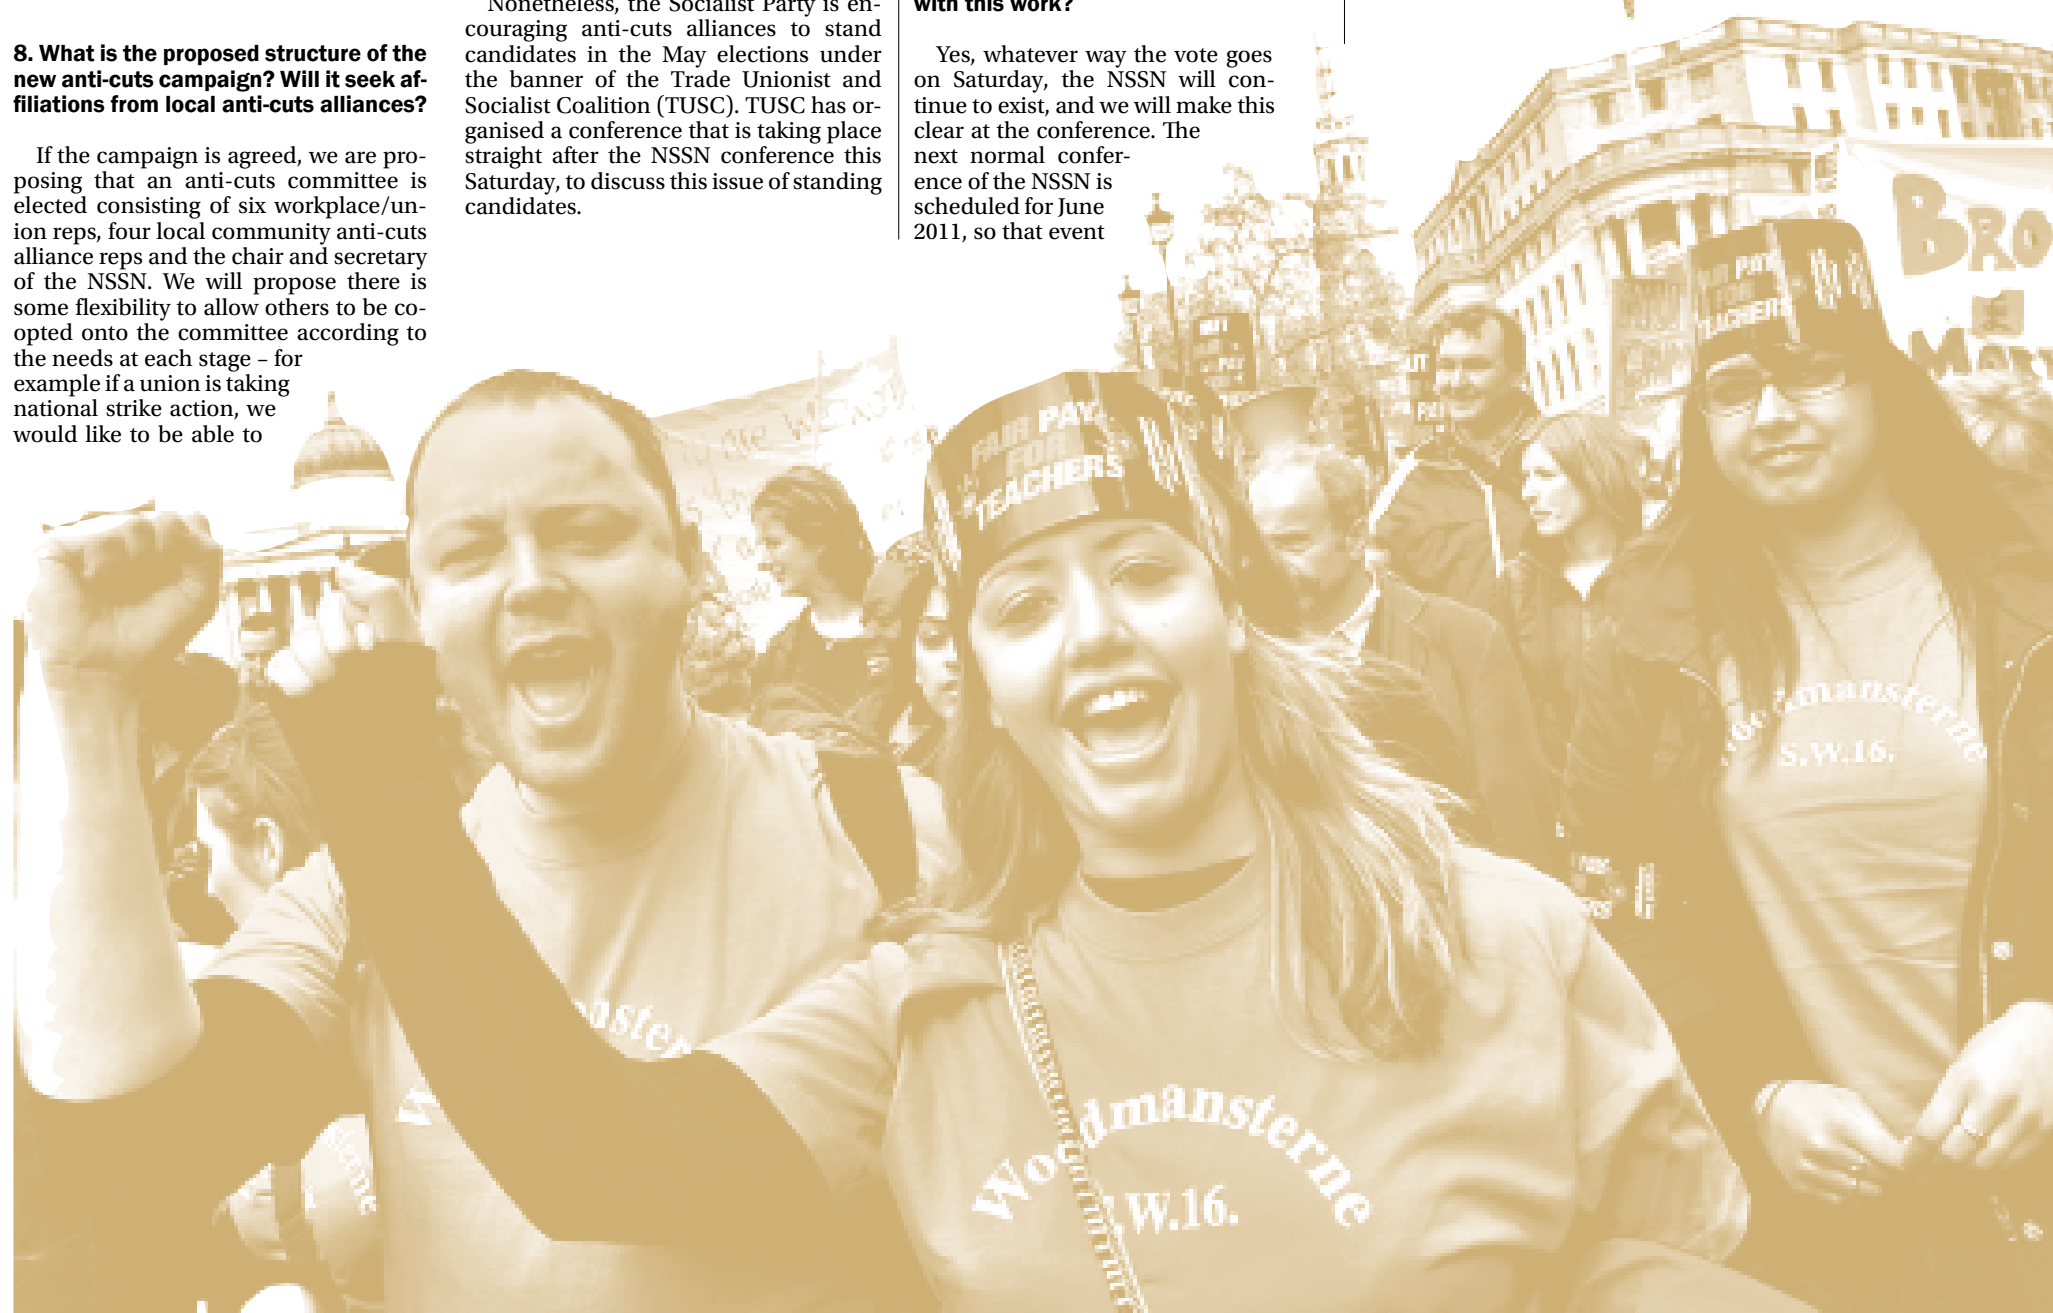 8. What is the proposed structure of the
new anti-cuts campaign? Will it seek af-
filiations from local anti-cuts alliances?
If the campaign is agreed, we are pro-
posing that an anti-cuts committee is
elected consisting of six workplace/un-
ion reps, four local community anti-cuts
alliance reps and the chair and secretary
of the NSSN. We will propose there is
some flexibility to allow others to be co-
opted onto the committee according to
the needs at each stage – for
example if a union is taking
national strike action, we
would like to be able to
Nonetheless, the Socialist Party is en-
couraging anti-cuts alliances to stand
candidates in the May elections under
the banner of the Trade Unionist and
Socialist Coalition (TUSC). TUSC has or-
ganised a conference that is taking place
straight after the NSSN conference this
Saturday, to discuss this issue of standing
candidates.
with this work?
Yes, whatever way the vote goes
on Saturday, the NSSN will con-
tinue to exist, and we will make this
clear at the conference. The
next normal confer-
ence of the NSSN is
scheduled for June
2011, so that event
BRO
FAIR PAY
FOR
TEACHERS
FAIR PAY
FOR
TEACHERS
Woodmansterne
S.W.16.
Woodmansterne
.W.16.